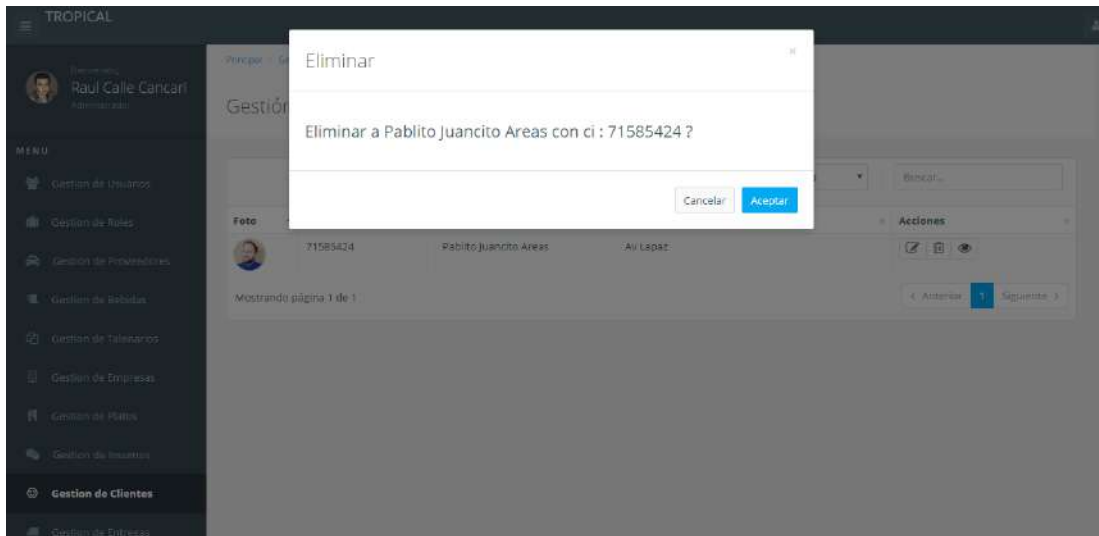 TROPICAL
Raul Calle Cancari
Administrador
MENU
Gestion de Usuarios
Gestion de Roles
Gestion de Proveedores
Gestion de Bebidas
Gestion de Talonarios
Gestion de Empresas
Gestion de Platos
Gestion de Insumos
Gestion de Clientes
Gestion de Entregas
Principal
Gestión
Eliminar
×
Eliminar a Pablito Juancito Areas con ci : 71585424 ?
Cancelar
Aceptar
Buscar...
Foto
Acciones
71585424
Pablito Juancito Areas
Av Lapaz
Mostrando página 1 de 1
< Anterior
1
Siguiente >